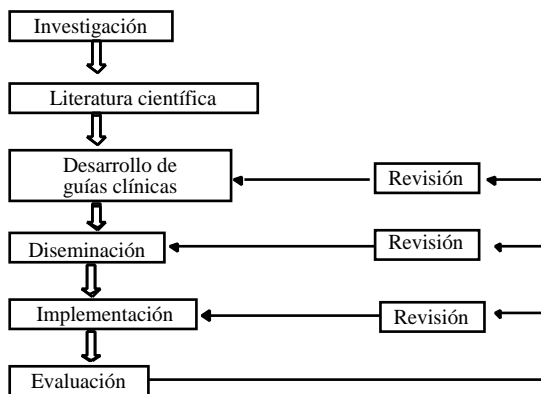 Investigación
Literatura científica
Desarrollo de
guías clínicas
Revisión
Diseminación
Revisión
Implementación
Revisión
Evaluación